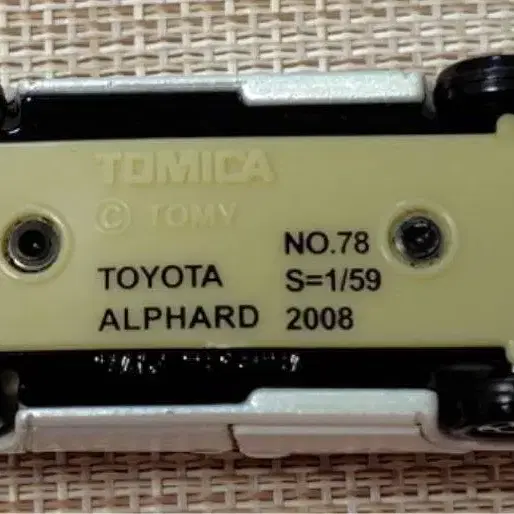 TOMICA
© TOMY
NO.78
TOYOTA S=1/59
ALPHARD 2008